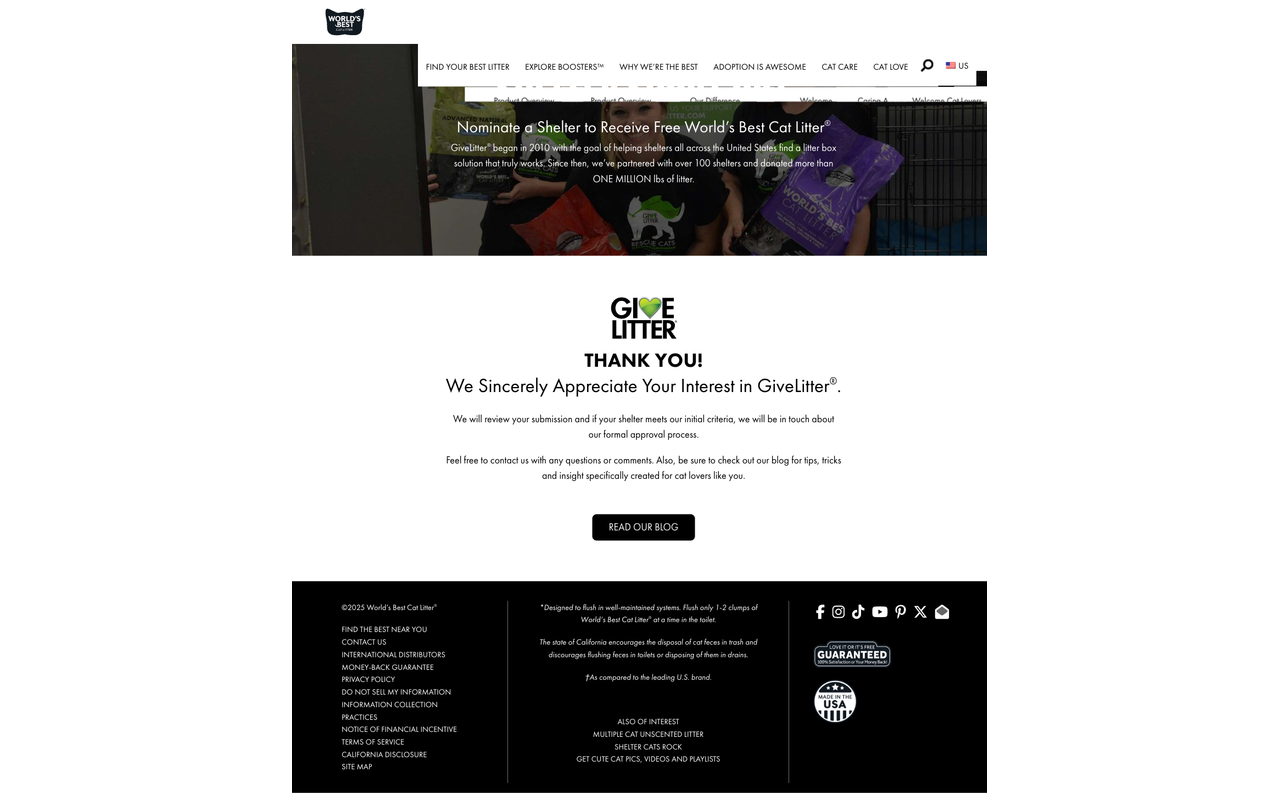 WORLD'S
BEST
CAT LITTER
FIND YOUR BEST LITTER EXPLORE BOOSTERS™ WHY WE'RE THE BEST ADOPTION IS AWESOME CAT CARE CAT LOVE US
Product Overview Product Overview Our Difference Welcome Caring A Welcome Cat Lovers
Nominate a Shelter to Receive Free World's Best Cat Litter®
GiveLitter® began in 2010 with the goal of helping shelters all across the United States find a litter box
solution that truly works. Since then, we've partnered with over 100 shelters and donated more than
ONE MILLION lbs of litter.
GIVE
LITTER
RESCUE CATS
WORLD'S BEST
CAT LITTER
GIVE
LITTER
THANK YOU!
We Sincerely Appreciate Your Interest in GiveLitter®.
We will review your submission and if your shelter meets our initial criteria, we will be in touch about
our formal approval process.
Feel free to contact us with any questions or comments. Also, be sure to check out our blog for tips, tricks
and insight specifically created for cat lovers like you.
READ OUR BLOG
©2025 World's Best Cat Litter®
FIND THE BEST NEAR YOU
CONTACT US
INTERNATIONAL DISTRIBUTORS
MONEY-BACK GUARANTEE
PRIVACY POLICY
DO NOT SELL MY INFORMATION
INFORMATION COLLECTION
PRACTICES
NOTICE OF FINANCIAL INCENTIVE
TERMS OF SERVICE
CALIFORNIA DISCLOSURE
SITE MAP
*Designed to flush in well-maintained systems. Flush only 1-2 clumps of
World's Best Cat Litter® at a time in the toilet.
The state of California encourages the disposal of cat feces in trash and
discourages flushing feces in toilets or disposing of them in drains.
†As compared to the leading U.S. brand.
ALSO OF INTEREST
MULTIPLE CAT UNSCENTED LITTER
SHELTER CATS ROCK
GET CUTE CAT PICS, VIDEOS AND PLAYLISTS
LOVE IT OR IT'S FREE
GUARANTEED
100% Satisfaction or Your Money Back!
MADE IN THE
USA